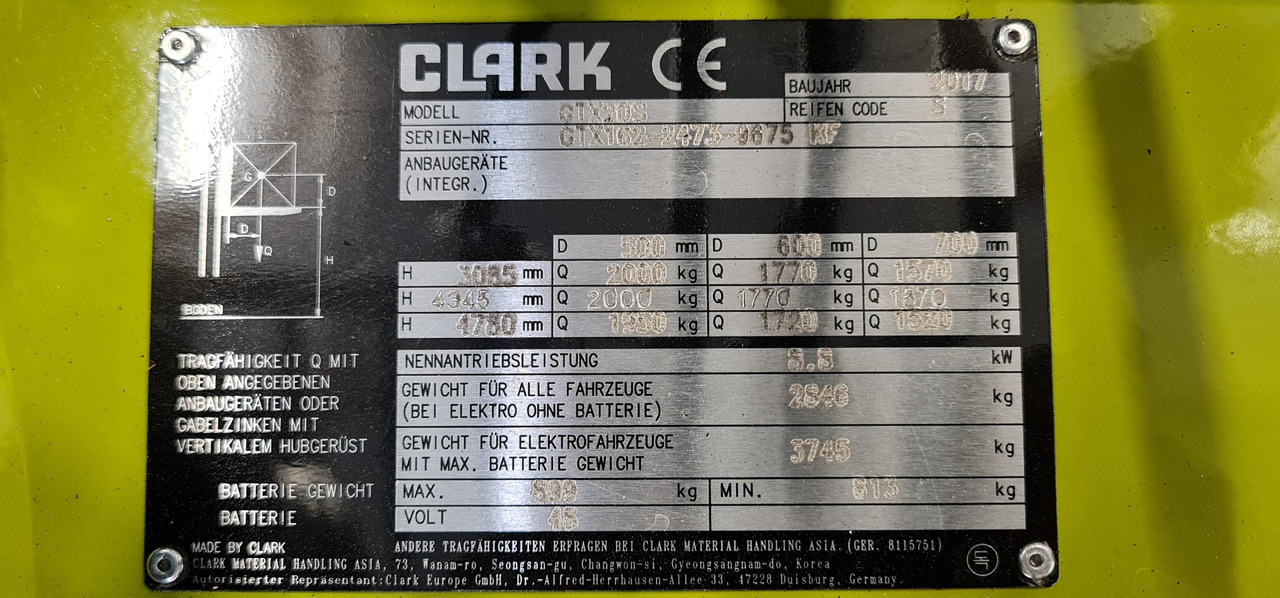 CLARK CE
BAUJAHR 2017
MODELL GTX20S REIFEN CODE S
SERIEN-NR. GTX162-2473-9675 KF
ANBAUGERÄTE
(INTEGR.)
G
D
D
Q
H
BODEN
D 500 mm D 600 mm D 700 mm
H mm Q 2000 kg Q 1770 kg Q 1570 kg
H 4345 mm Q 2000 kg Q 1770 kg Q 1570 kg
H 4780 mm Q kg Q 1720 kg Q 1520 kg
TRAGFÄHIGKEIT Q MIT
OBEN ANGEGEBENEN
ANBAUGERÄTEN ODER
GABELZINKEN MIT
VERTIKALEM HUBGERÜST
NENNANTRIEBSLEISTUNG kW
GEWICHT FÜR ALLE FAHRZEUGE
(BEI ELEKTRO OHNE BATTERIE) 2846 kg
GEWICHT FÜR ELEKTROFAHRZEUGE
MIT MAX. BATTERIE GEWICHT 3745 kg
BATTERIE GEWICHT MAX. 899 kg MIN. 813 kg
BATTERIE VOLT 48
MADE BY CLARK ANDERE TRAGFÄHIGKEITEN ERFRAGEN BEI CLARK MATERIAL HANDLING ASIA. (GER. 8115751)
CLARK MATERIAL HANDLING ASIA, 73, Wanam-ro, Seongsan-gu, Changwon-si, Gyeongsangnam-do, Korea
Autorisierter Repräsentant:Clark Europe GmbH, Dr.-Alfred-Herrhausen-Allee 33, 47228 Duisburg, Germany.